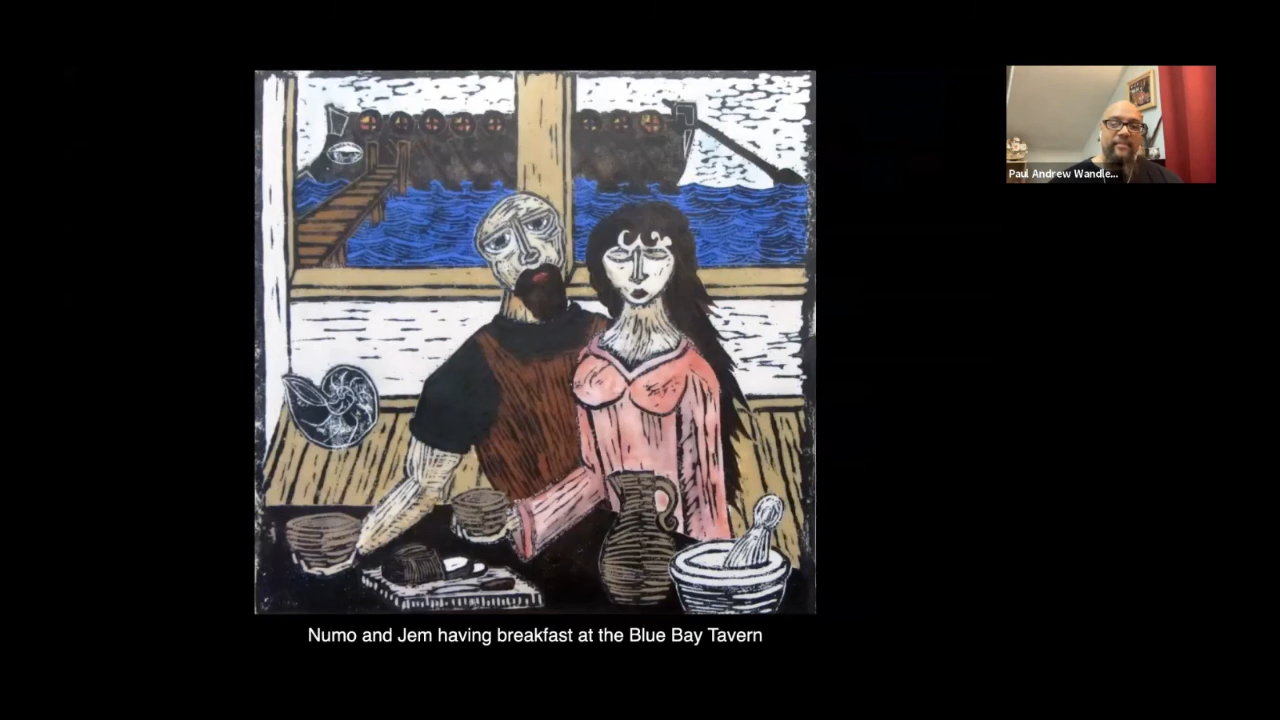 Paul Andrew Wandle...
Numo and Jem having breakfast at the Blue Bay Tavern